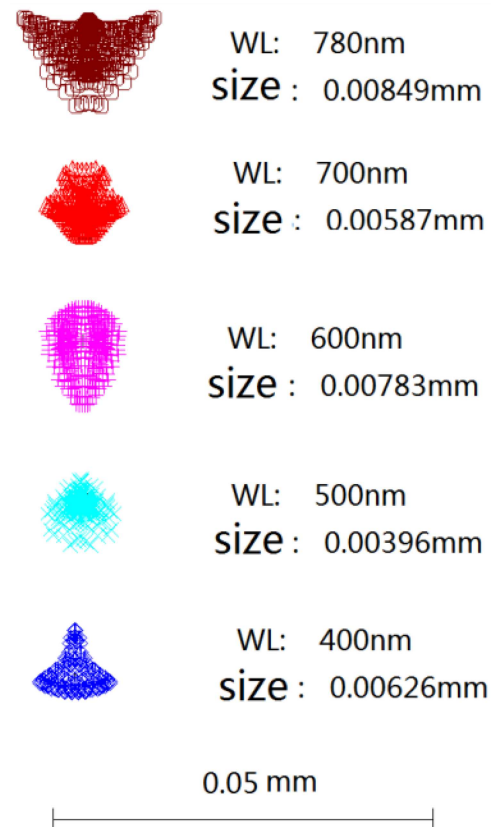 WL: 780nm
size : 0.00849mm
WL: 700nm
size : 0.00587mm
WL: 600nm
size : 0.00783mm
WL: 500nm
size : 0.00396mm
WL: 400nm
size : 0.00626mm
0.05 mm